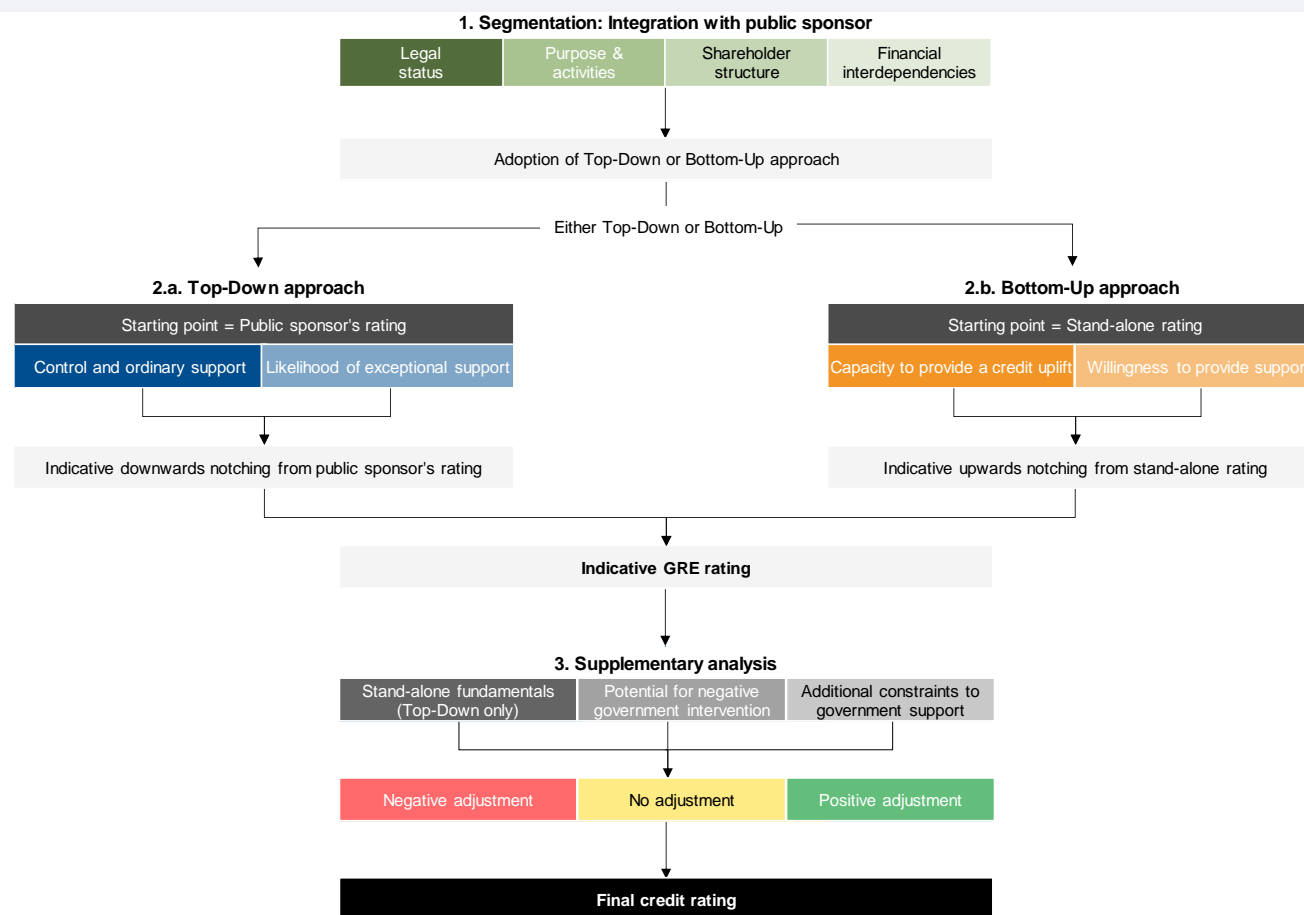 1. Segmentation: Integration with public sponsor
Legal
status
Purpose &
activities
Shareholder
structure
Financial
interdependencies
Adoption of Top-Down or Bottom-Up approach
Either Top-Down or Bottom-Up
2.a. Top-Down approach
Starting point = Public sponsor's rating
Control and ordinary support
Likelihood of exceptional support
Indicative downwards notching from public sponsor's rating
2.b. Bottom-Up approach
Starting point = Stand-alone rating
Capacity to provide a credit uplift
Willingness to provide support
Indicative upwards notching from stand-alone rating
Indicative GRE rating
3. Supplementary analysis
Stand-alone fundamentals
(Top-Down only)
Potential for negative
government intervention
Additional constraints to
government support
Negative adjustment
No adjustment
Positive adjustment
Final credit rating